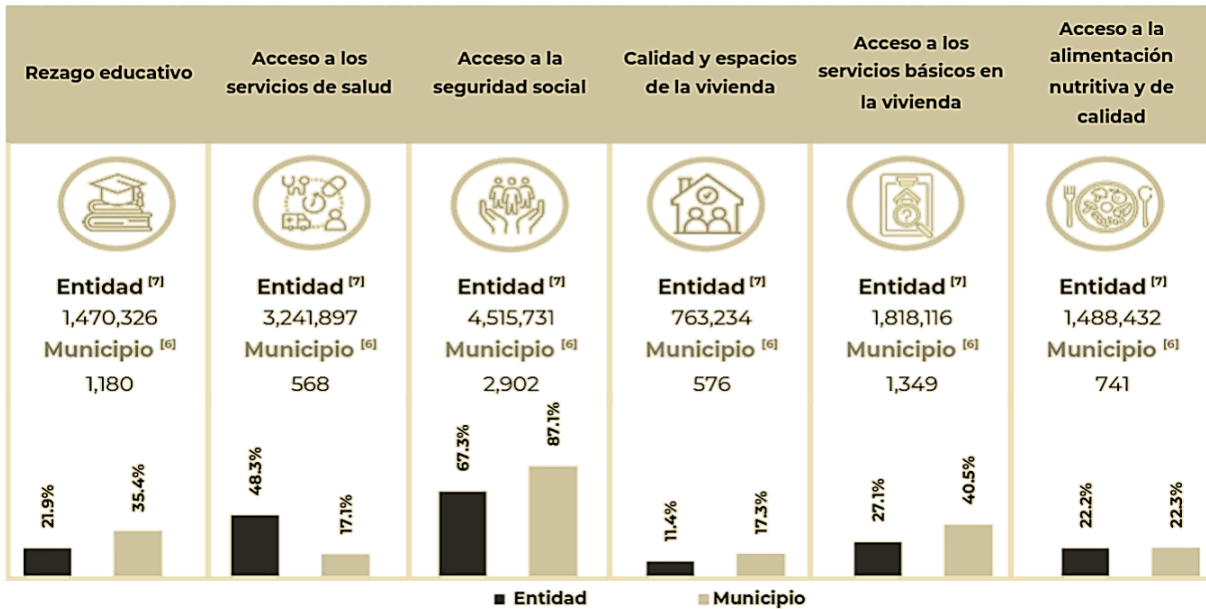 Rezago educativo
Acceso a los
servicios de salud
Acceso a la
seguridad social
Calidad y espacios
de la vivienda
Acceso a los
servicios básicos en
la vivienda
Acceso a la
alimentación
nutritiva y de
calidad
Entidad [7]
1,470,326
Municipio [6]
1,180
21.9%
35.4%
Entidad [7]
3,241,897
Municipio [6]
568
48.3%
17.1%
Entidad [7]
4,515,731
Municipio [6]
2,902
67.3%
87.1%
Entidad [7]
763,234
Municipio [6]
576
11.4%
17.3%
Entidad [7]
1,818,116
Municipio [6]
1,349
27.1%
40.5%
Entidad [7]
1,488,432
Municipio [6]
741
22.2%
22.3%
Entidad
Municipio